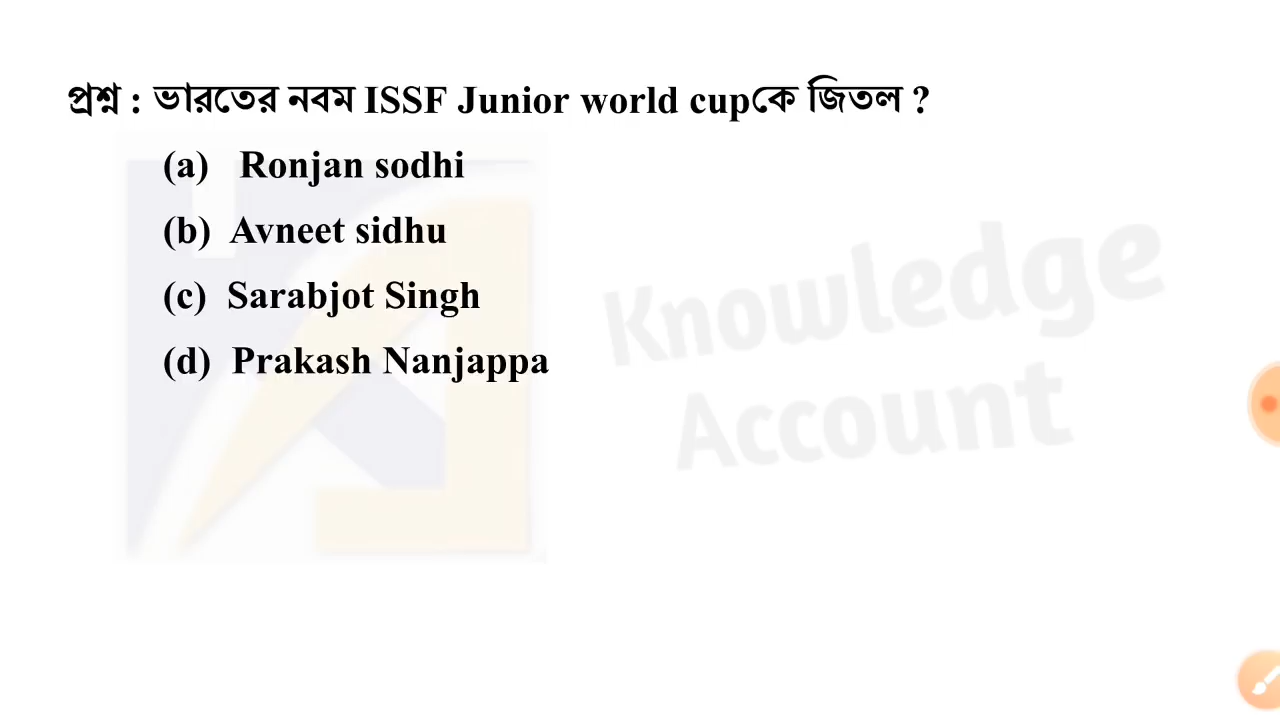 প্রশ্ন : ভারতের নবম ISSF Junior world cupকে জিতল ?
(a) Ronjan sodhi
(b) Avneet sidhu
(c) Sarabjot Singh
(d) Prakash Nanjappa
Knowledge
Account